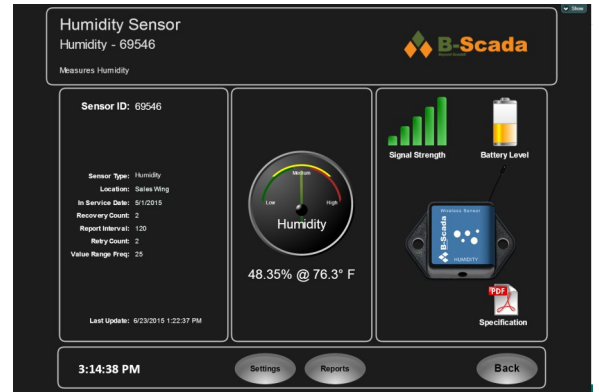 Show
Humidity Sensor
Humidity - 69546
Measures Humidity
B-Scada
Sensor ID: 69546
Sensor Type: Humidity
Location: Sales Wing
In Service Date: 5/1/2015
Recovery Count: 2
Report Interval: 120
Retry Count: 2
Value Range Freq: 25
Last Update: 6/23/2015 1:22:37 PM
Medium
Low
High
Humidity
48.35% @ 76.3° F
Signal Strength
Battery Level
Wireless Sensor
B-Scada
HUMIDITY
PDF
Specification
3:14:38 PM
Settings
Reports
Back